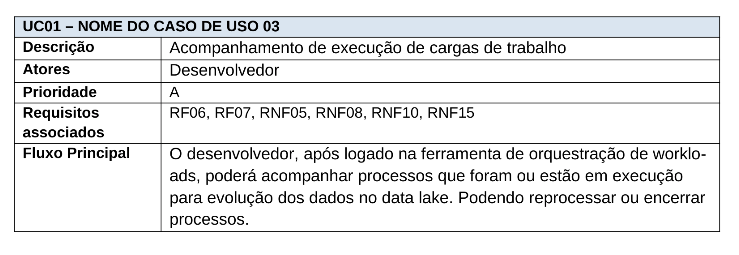 UC01 – NOME DO CASO DE USO 03
Descrição Acompanhamento de execução de cargas de trabalho
Atores Desenvolvedor
Prioridade A
Requisitos associados RF06, RF07, RNF05, RNF08, RNF10, RNF15
Fluxo Principal O desenvolvedor, após logado na ferramenta de orquestração de worklo-
ads, poderá acompanhar processos que foram ou estão em execução
para evolução dos dados no data lake. Podendo reprocessar ou encerrar
processos.